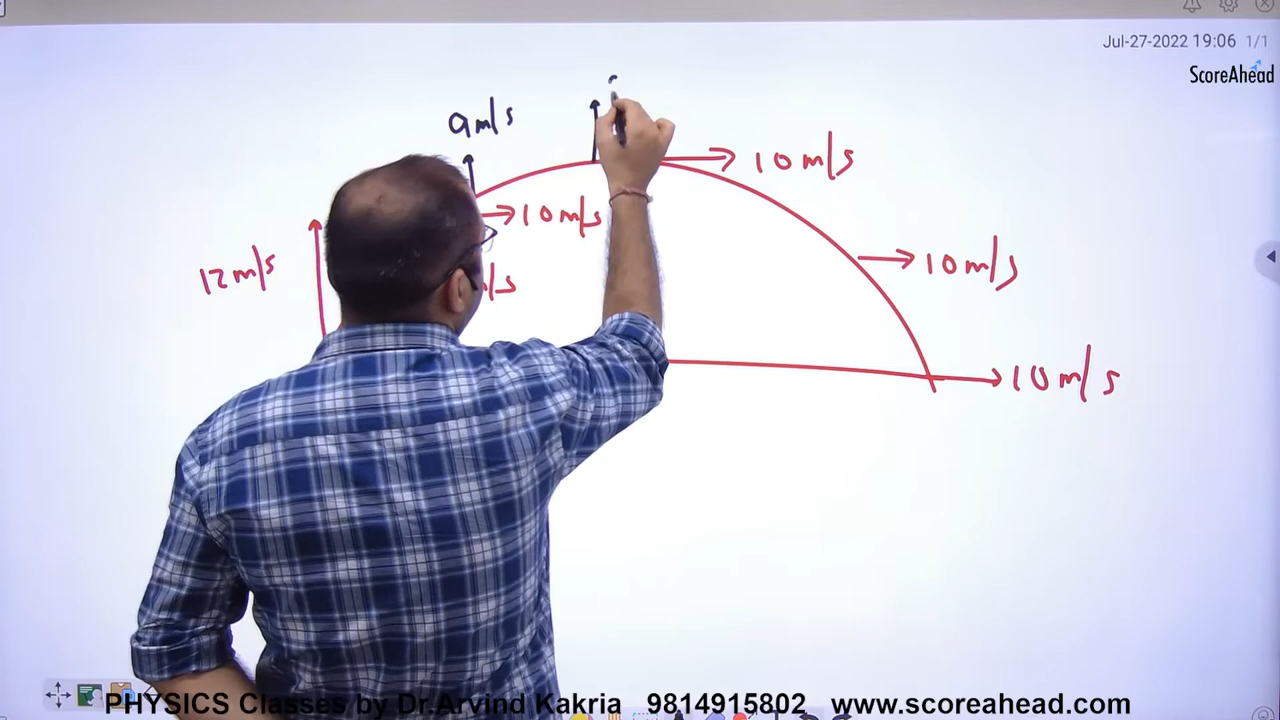 Jul-27-2022 19:06 1/1
ScoreAhead
9m/s
10m/s
10m/s
12m/s
10m/s
m/s
10m/s
PHYSICS Classes by Dr.Arvind Kakria 9814915802 www.scoreahead.com